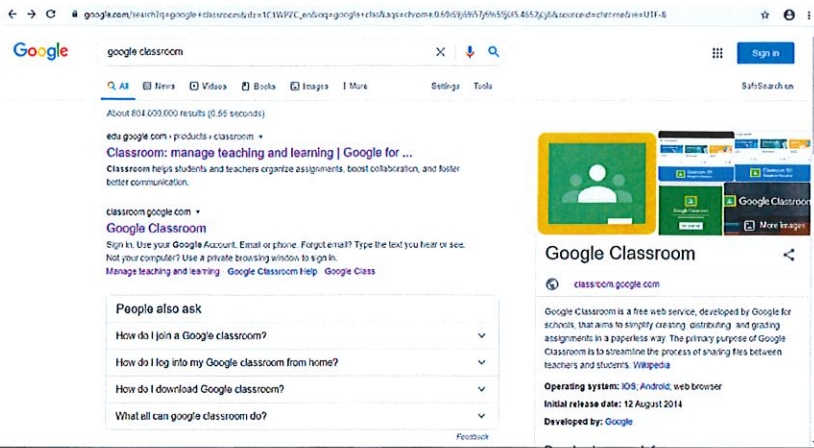 Google
google classroom
Sign in
All News Videos Books Images More Settings Tools
SafeSearch on
About 804,000,000 results (0.55 seconds)
edu.google.com › products › classroom
Classroom: manage teaching and learning | Google for ...
Classroom helps students and teachers organize assignments, boost collaboration, and foster
better communication.
classroom.google.com
Google Classroom
Sign in. Use your Google Account. Email or phone. Forgot email? Type the text you hear or see.
Not your computer? Use a private browsing window to sign in.
Manage teaching and learning Google Classroom Help Google Class
People also ask
How do I join a Google classroom?
How do I log into my Google classroom from home?
How do I download Google classroom?
What all can google classroom do?
Feedback
Google Classroom
More images
Google Classroom
classroom.google.com
Google Classroom is a free web service, developed by Google for
schools, that aims to simplify creating, distributing, and grading
assignments in a paperless way. The primary purpose of Google
Classroom is to streamline the process of sharing files between
teachers and students. Wikipedia
Operating system: IOS; Android; web browser
Initial release date: 12 August 2014
Developed by: Google